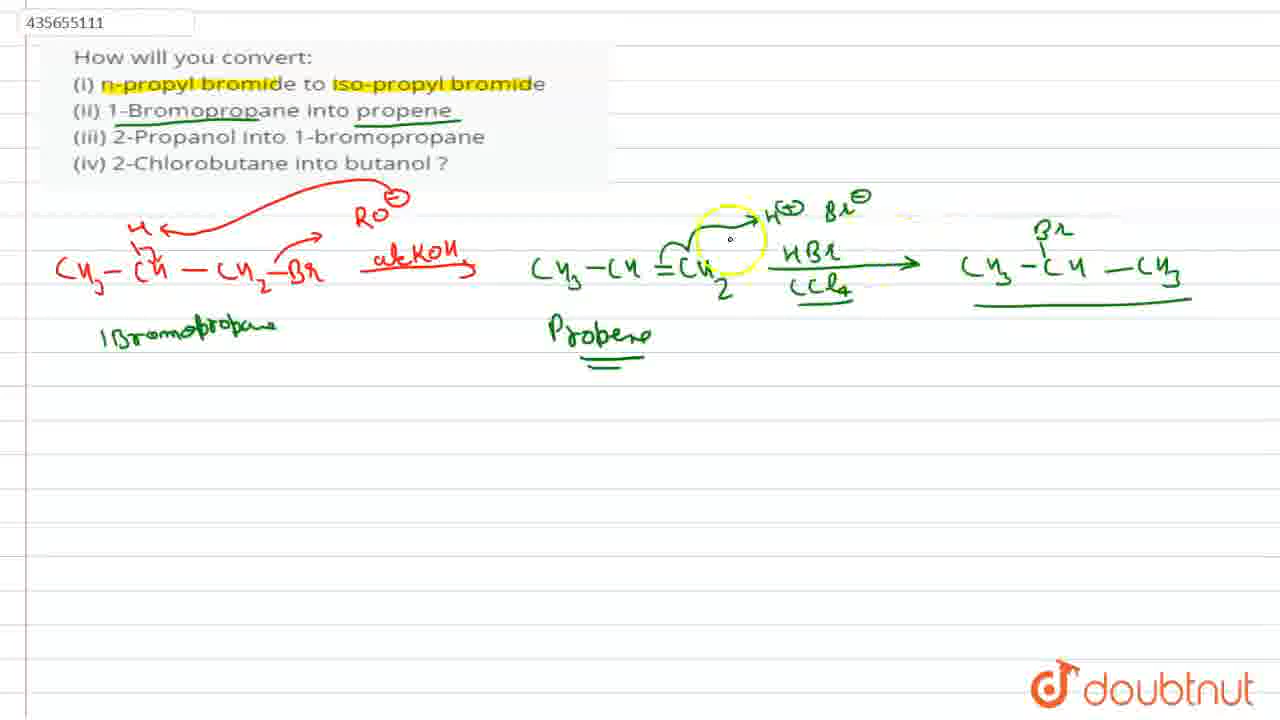 435655111
How will you convert:
(i) n-propyl bromide to iso-propyl bromide
(ii) 1-Bromopropane into propene
(iii) 2-Propanol into 1-bromopropane
(iv) 2-Chlorobutane into butanol ?
H RO⊖ H⊕ Br⊖
CH3 – CH – CH2 – Br alc KOH CH3 – CH = CH2 HBr CCl4 CH3 – CH – CH3
Br
1Bromopropane Propene
doubtnut